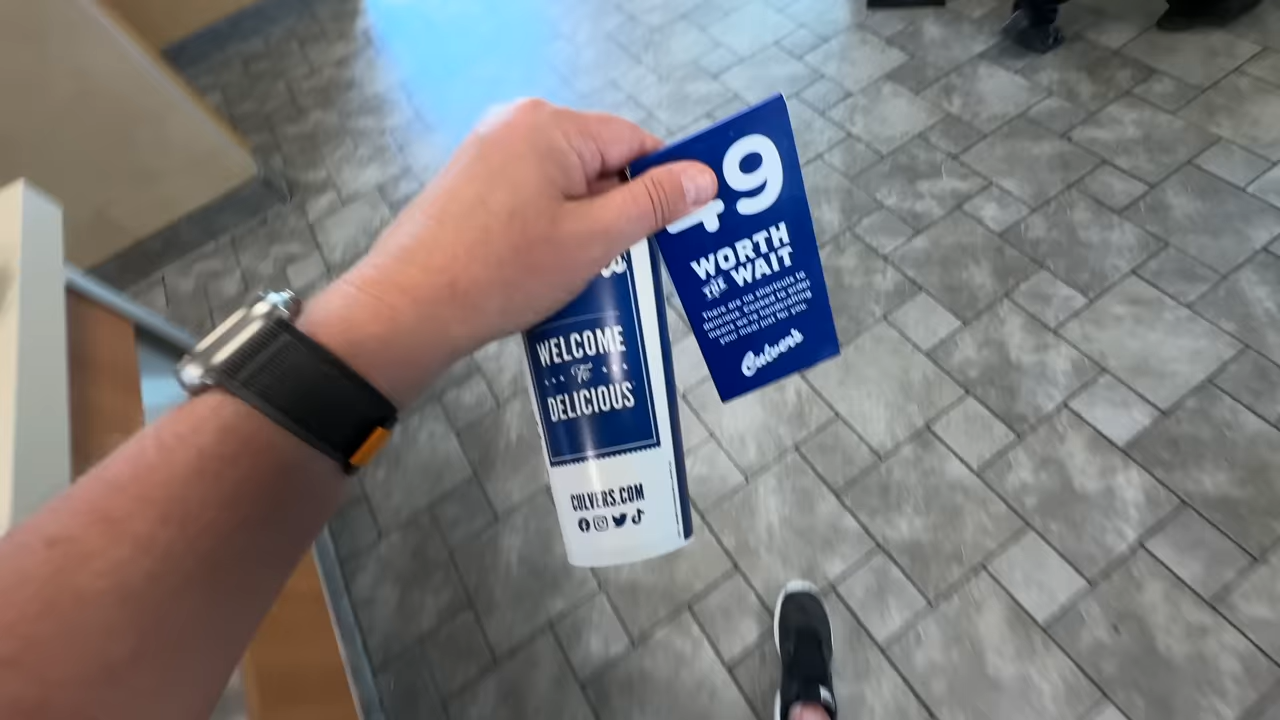 WELCOME
To
DELICIOUS
CULVERS.COM
49
WORTH
THE WAIT
There are no shortcuts to
delicious. Cooked to order
means we're handcrafting
your meal just for you.
Culver's